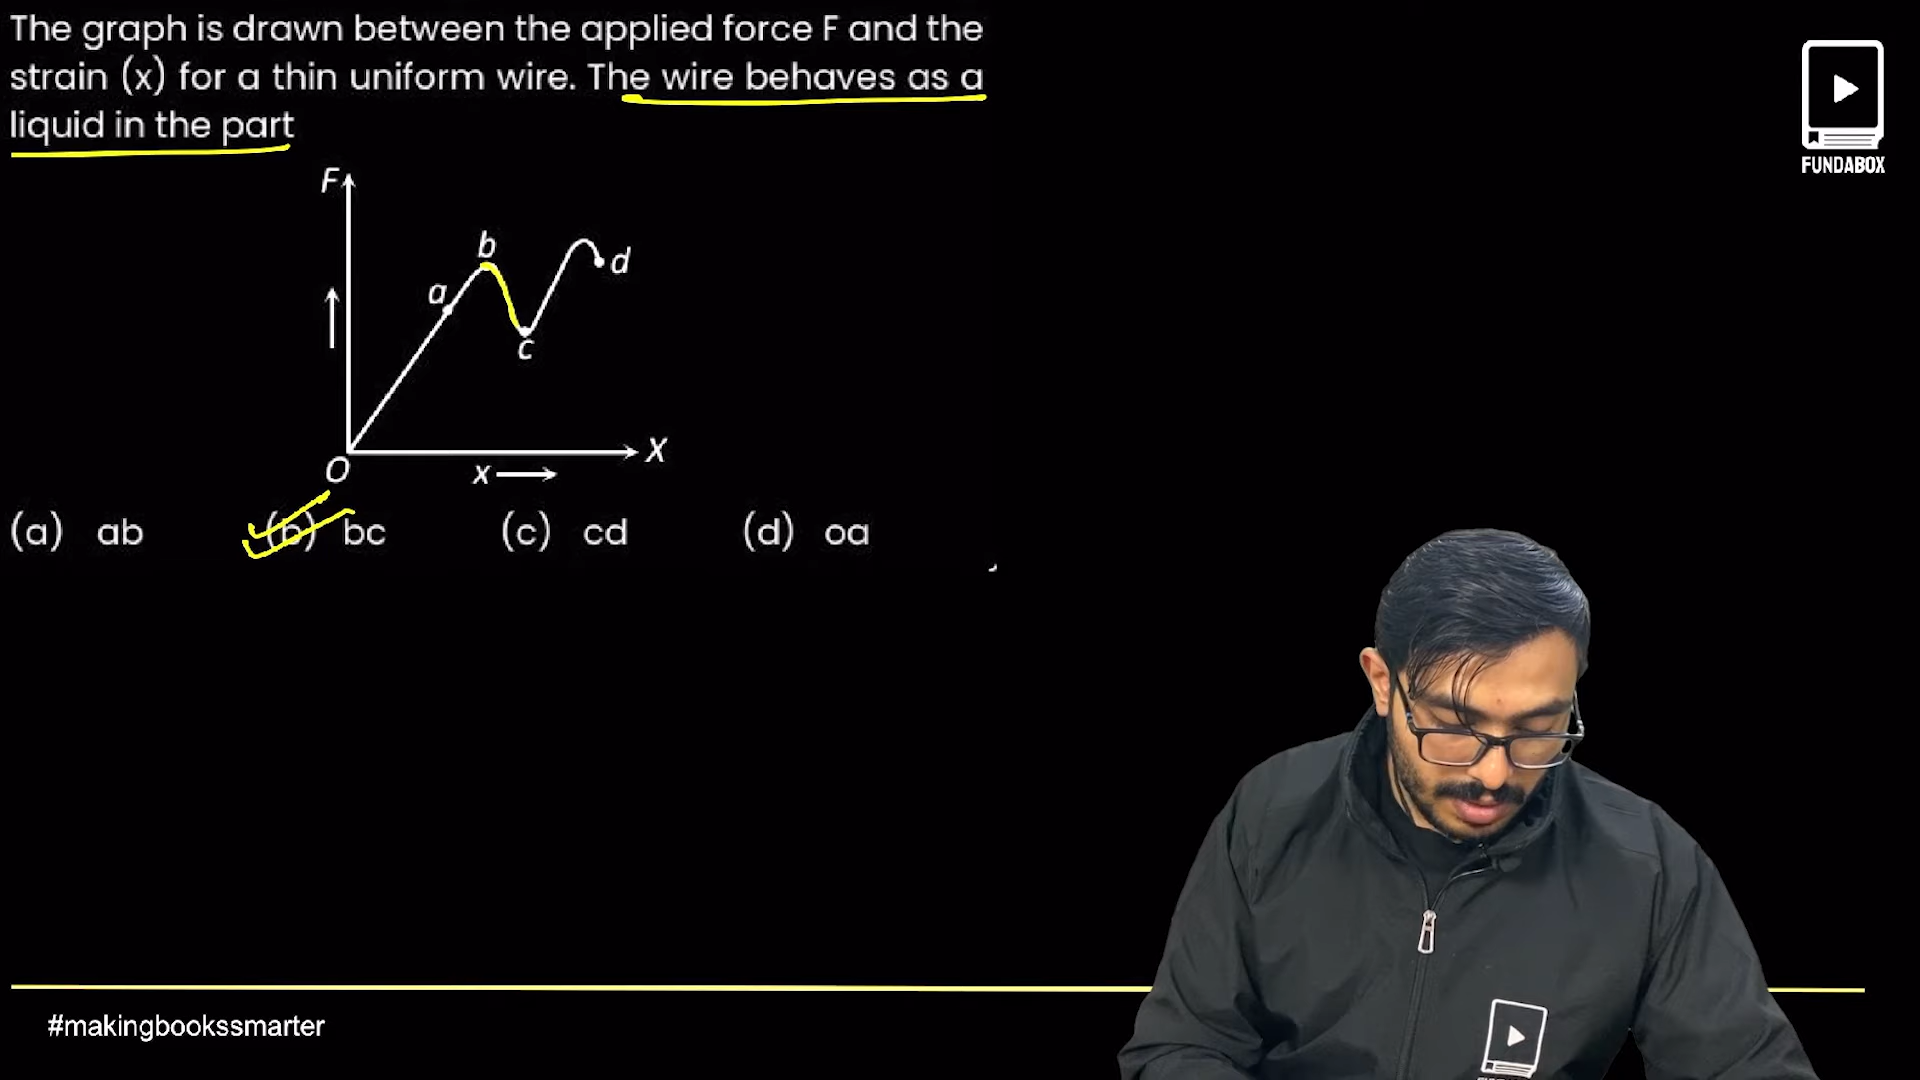 The graph is drawn between the applied force F and the
strain (x) for a thin uniform wire. The wire behaves as a
liquid in the part
FUNDABOX
F
b
d
a
c
X
O
x
(a) ab (b) bc (c) cd (d) oa
#makingbookssmarter